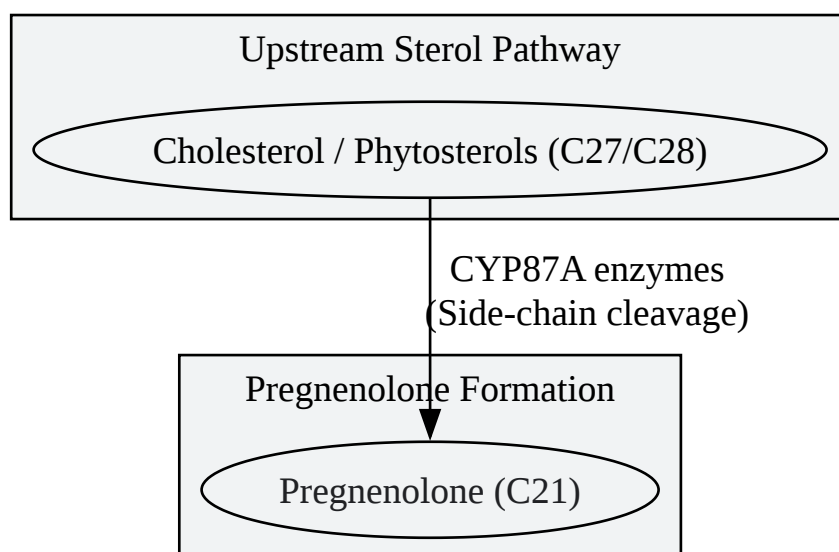 Upstream Sterol Pathway
Cholesterol / Phytosterols (C27/C28)
CYP87A enzymes
(Side-chain cleavage)
Pregnenolone Formation
Pregnenolone (C21)